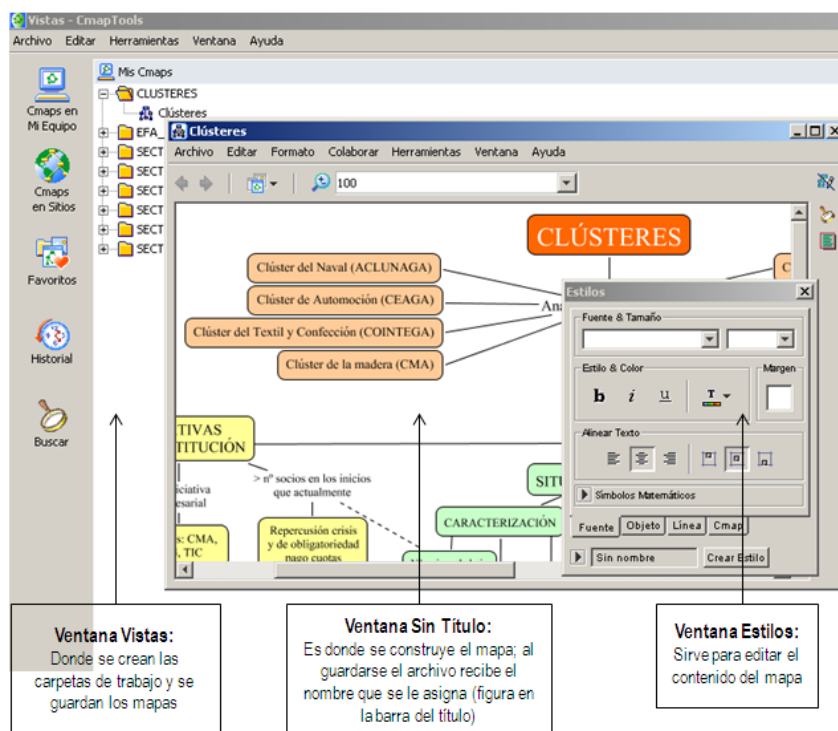 Vistas - CmapTools
Archivo Editar Herramientas Ventana Ayuda
Cmaps en
Mi Equipo
Cmaps
en Sitios
Favoritos
Historial
Buscar
Mis Cmaps
CLUSTERES
Clústeres
EFA_
SECT
SECT
SECT
SECT
SECT
SECT
Clústeres
Archivo Editar Formato Colaborar Herramientas Ventana Ayuda
100
CLÚSTERES
Clúster del Naval (ACLUNAGA)
Clúster de Automoción (CEAGA)
Clúster del Textil y Confección (COINTEGA)
Clúster de la madera (CMA)
Ana
C
TIVAS
TITUCIÓN
iciativa
esarial
s: CMA,
, TIC
> nº socios en los inicios
que actualmente
Repercusión crisis
y de obligatoriedad
pago cuotas
SITU
CARACTERIZACIÓN
Estilos
Fuente & Tamaño
Estilo & Color
Margen
b i u T
Alinear Texto
Símbolos Matemáticos
Fuente Objeto Línea Cmap
Sin nombre Crear Estilo
Ventana Vistas:
Donde se crean las
carpetas de trabajo y se
guardan los mapas
Ventana Sin Título:
Es donde se construye el mapa; al
guardarse el archivo recibe el
nombre que se le asigna (figura en
la barra del título)
Ventana Estilos:
Sirve para editar el
contenido del mapa